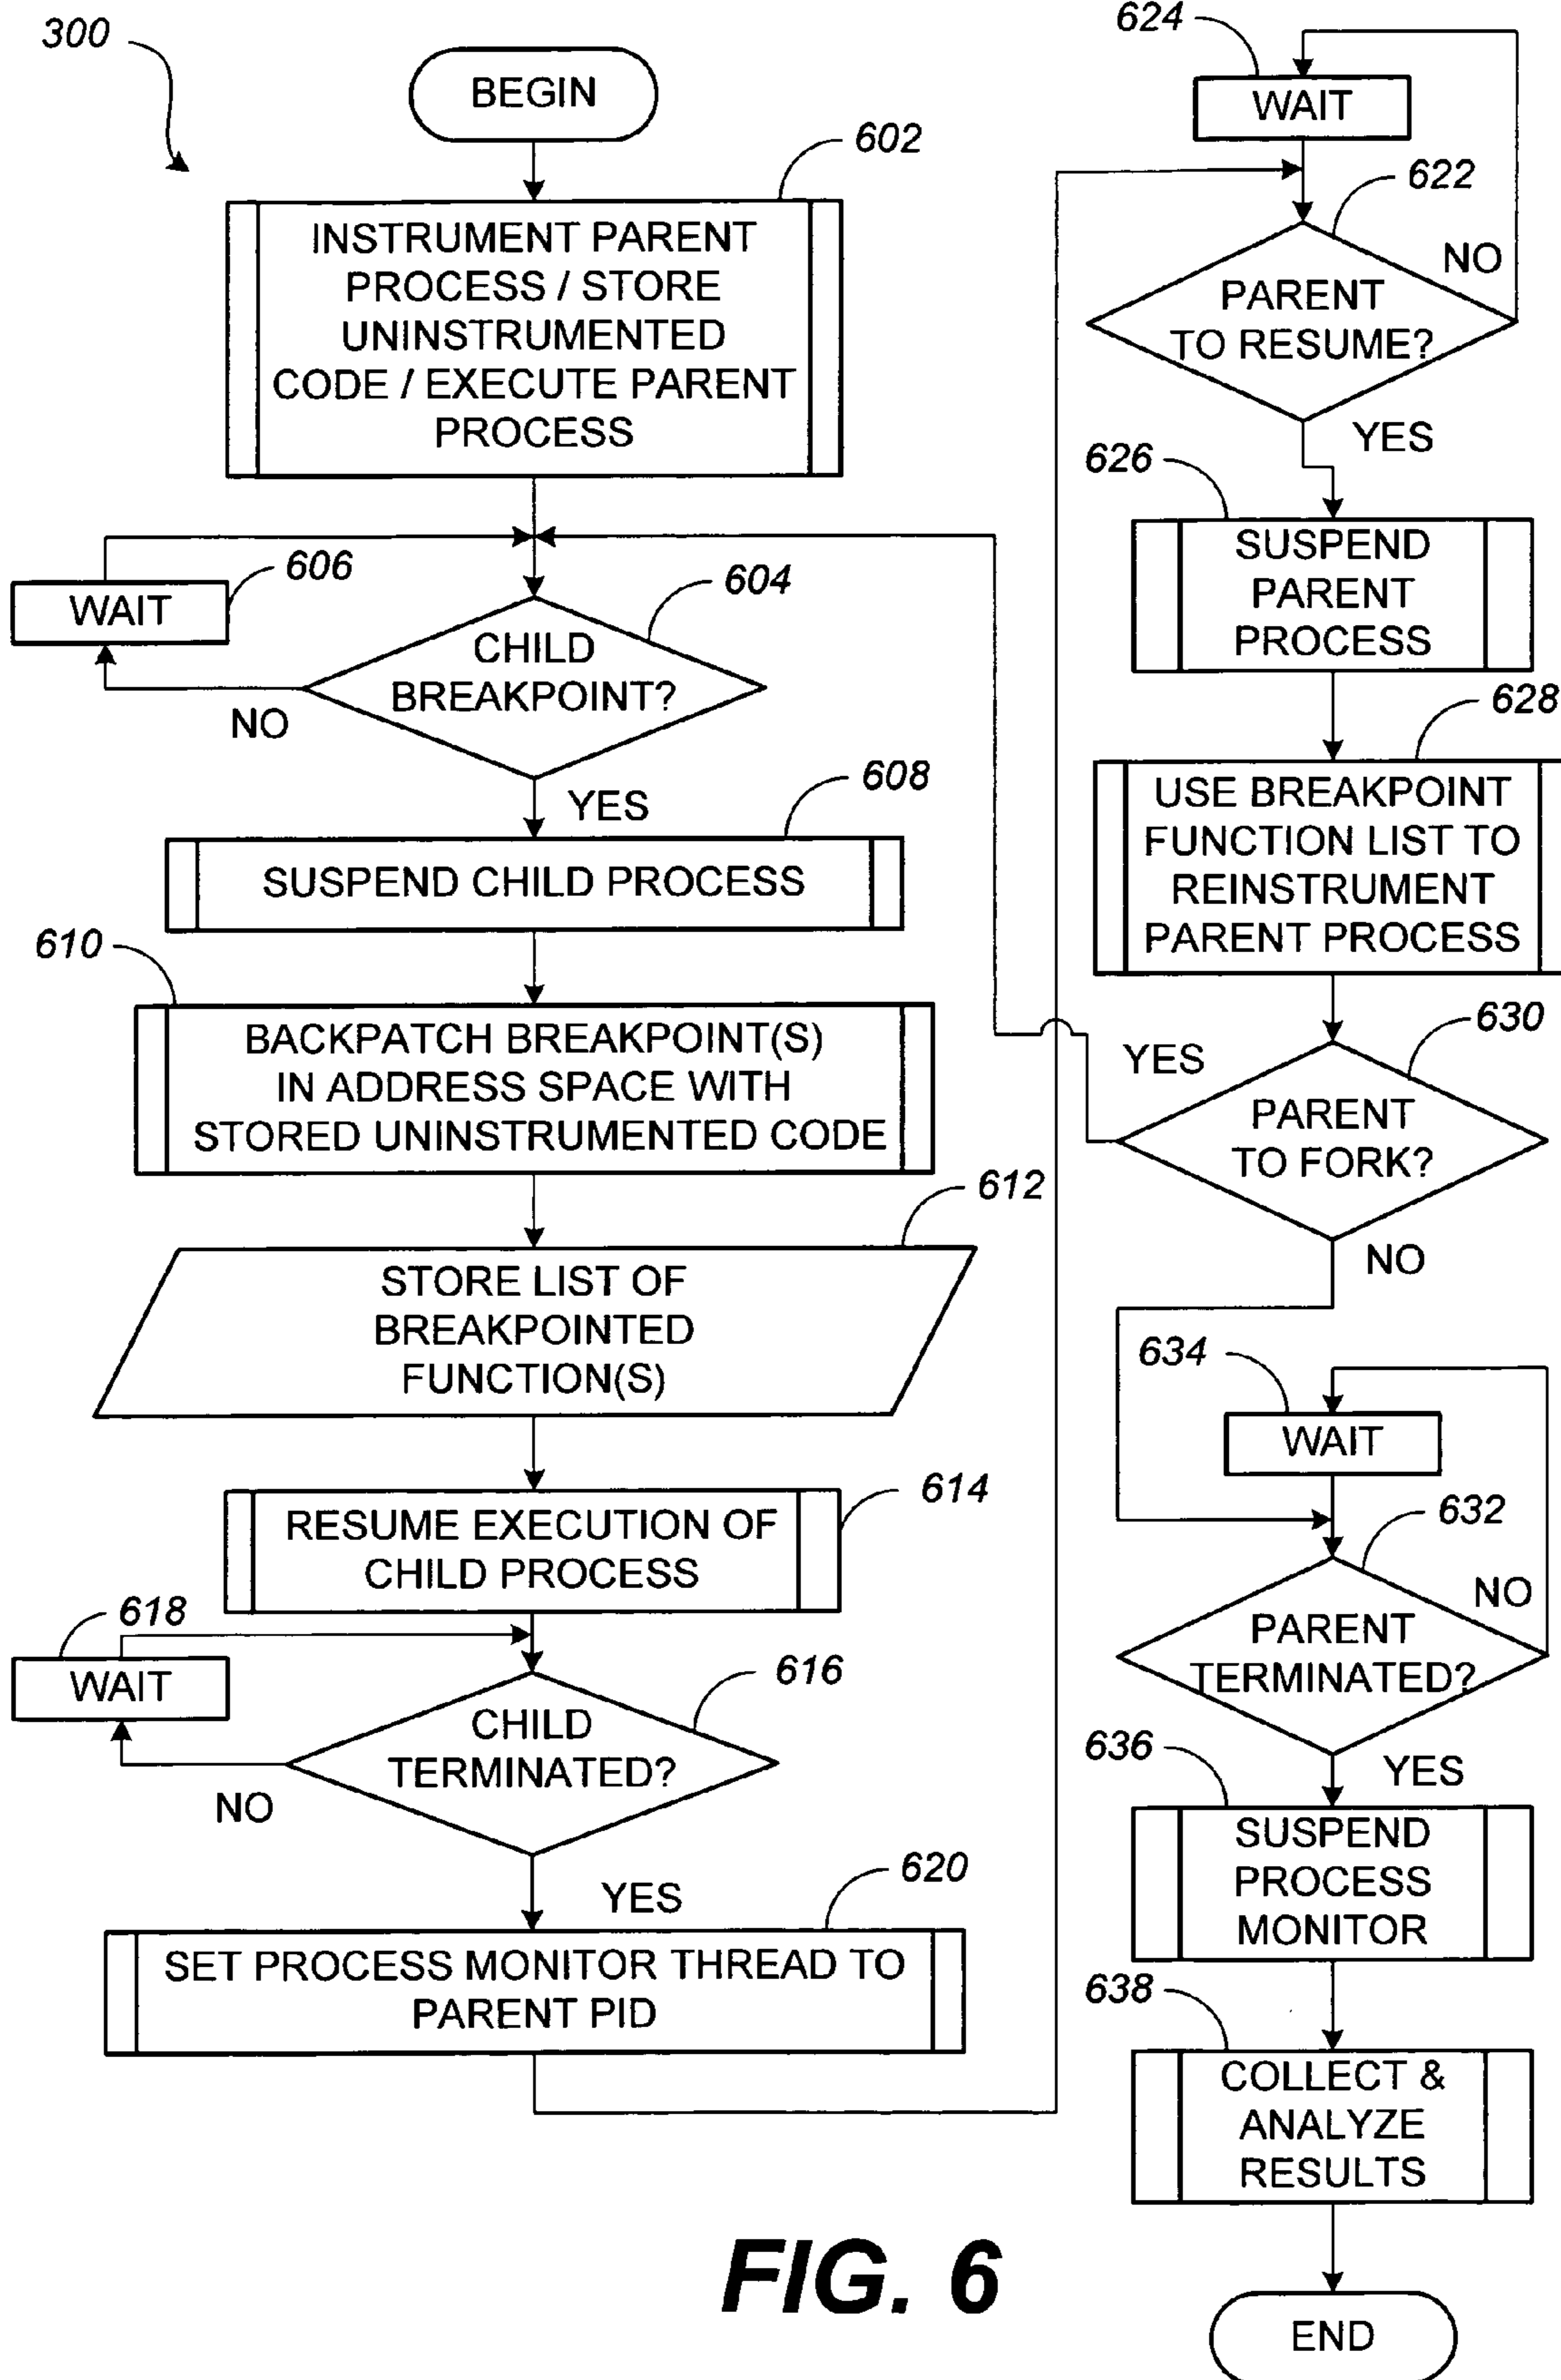 300
BEGIN
602
INSTRUMENT PARENT
PROCESS / STORE
UNINSTRUMENTED
CODE / EXECUTE PARENT
PROCESS
606
WAIT
604
CHILD
BREAKPOINT?
NO
YES
608
SUSPEND CHILD PROCESS
610
BACKPATCH BREAKPOINT(S)
IN ADDRESS SPACE WITH
STORED UNINSTRUMENTED CODE
612
STORE LIST OF
BREAKPOINTED
FUNCTION(S)
614
RESUME EXECUTION OF
CHILD PROCESS
618
WAIT
616
CHILD
TERMINATED?
NO
YES
620
SET PROCESS MONITOR THREAD TO
PARENT PID
624
WAIT
622
NO
PARENT
TO RESUME?
YES
626
SUSPEND
PARENT
PROCESS
628
USE BREAKPOINT
FUNCTION LIST TO
REINSTRUMENT
PARENT PROCESS
630
YES
PARENT
TO FORK?
NO
634
WAIT
632
NO
PARENT
TERMINATED?
YES
636
SUSPEND
PROCESS
MONITOR
638
COLLECT &
ANALYZE
RESULTS
END
FIG. 6